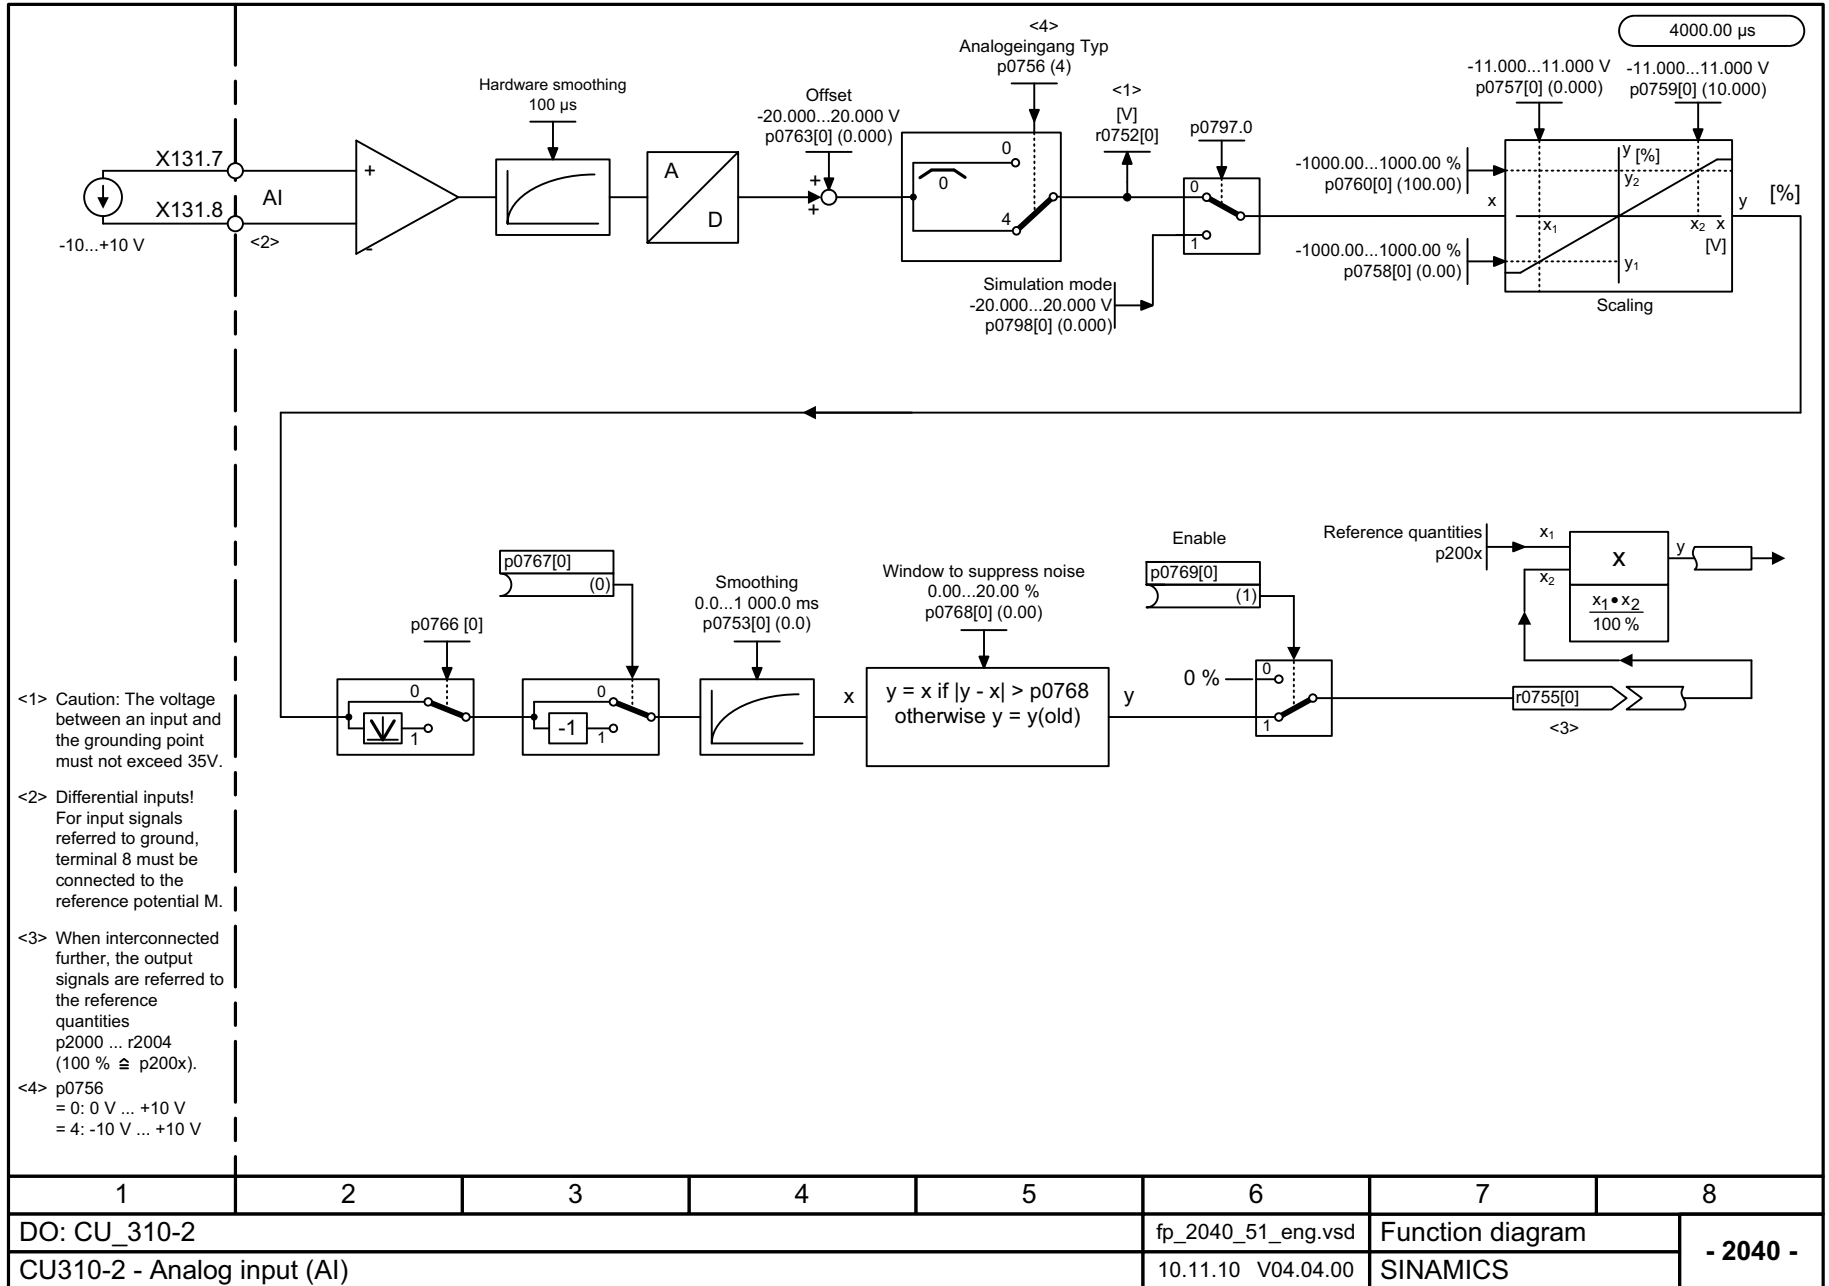 4000.00 µs
<4>
Analogeingang Typ
p0756 (4)
Hardware smoothing
100 µs
Offset
-20.000...20.000 V
p0763[0] (0.000)
<1>
[V]
r0752[0]
p0797.0
-11.000...11.000 V
p0757[0] (0.000)
-11.000...11.000 V
p0759[0] (10.000)
X131.7
X131.8
-10...+10 V
AI
<2>
+
-
A
D
+
+
0
0
4
0
1
Simulation mode
-20.000...20.000 V
p0798[0] (0.000)
-1000.00...1000.00 %
p0760[0] (100.00)
x
-1000.00...1000.00 %
p0758[0] (0.00)
y [%]
y2
x1
x2 x
[V]
y1
y
[%]
Scaling
p0766 [0]
0
1
p0767[0]
(0)
0
-1
1
Smoothing
0.0...1 000.0 ms
p0753[0] (0.0)
Window to suppress noise
0.00...20.00 %
p0768[0] (0.00)
x
y = x if |y - x| > p0768
otherwise y = y(old)
y
Enable
p0769[0]
(1)
0 %
0
1
Reference quantities
p200x
x1
x2
X
y
x1•x2
100 %
r0755[0]
<3>
<1> Caution: The voltage
between an input and
the grounding point
must not exceed 35V.
<2> Differential inputs!
For input signals
referred to ground,
terminal 8 must be
connected to the
reference potential M.
<3> When interconnected
further, the output
signals are referred to
the reference
quantities
p2000 ... r2004
(100 % ≙ p200x).
<4> p0756
= 0: 0 V ... +10 V
= 4: -10 V ... +10 V
1 2 3 4 5 6 7 8
DO: CU_310-2
fp_2040_51_eng.vsd
Function diagram
- 2040 -
CU310-2 - Analog input (AI)
10.11.10 V04.04.00
SINAMICS